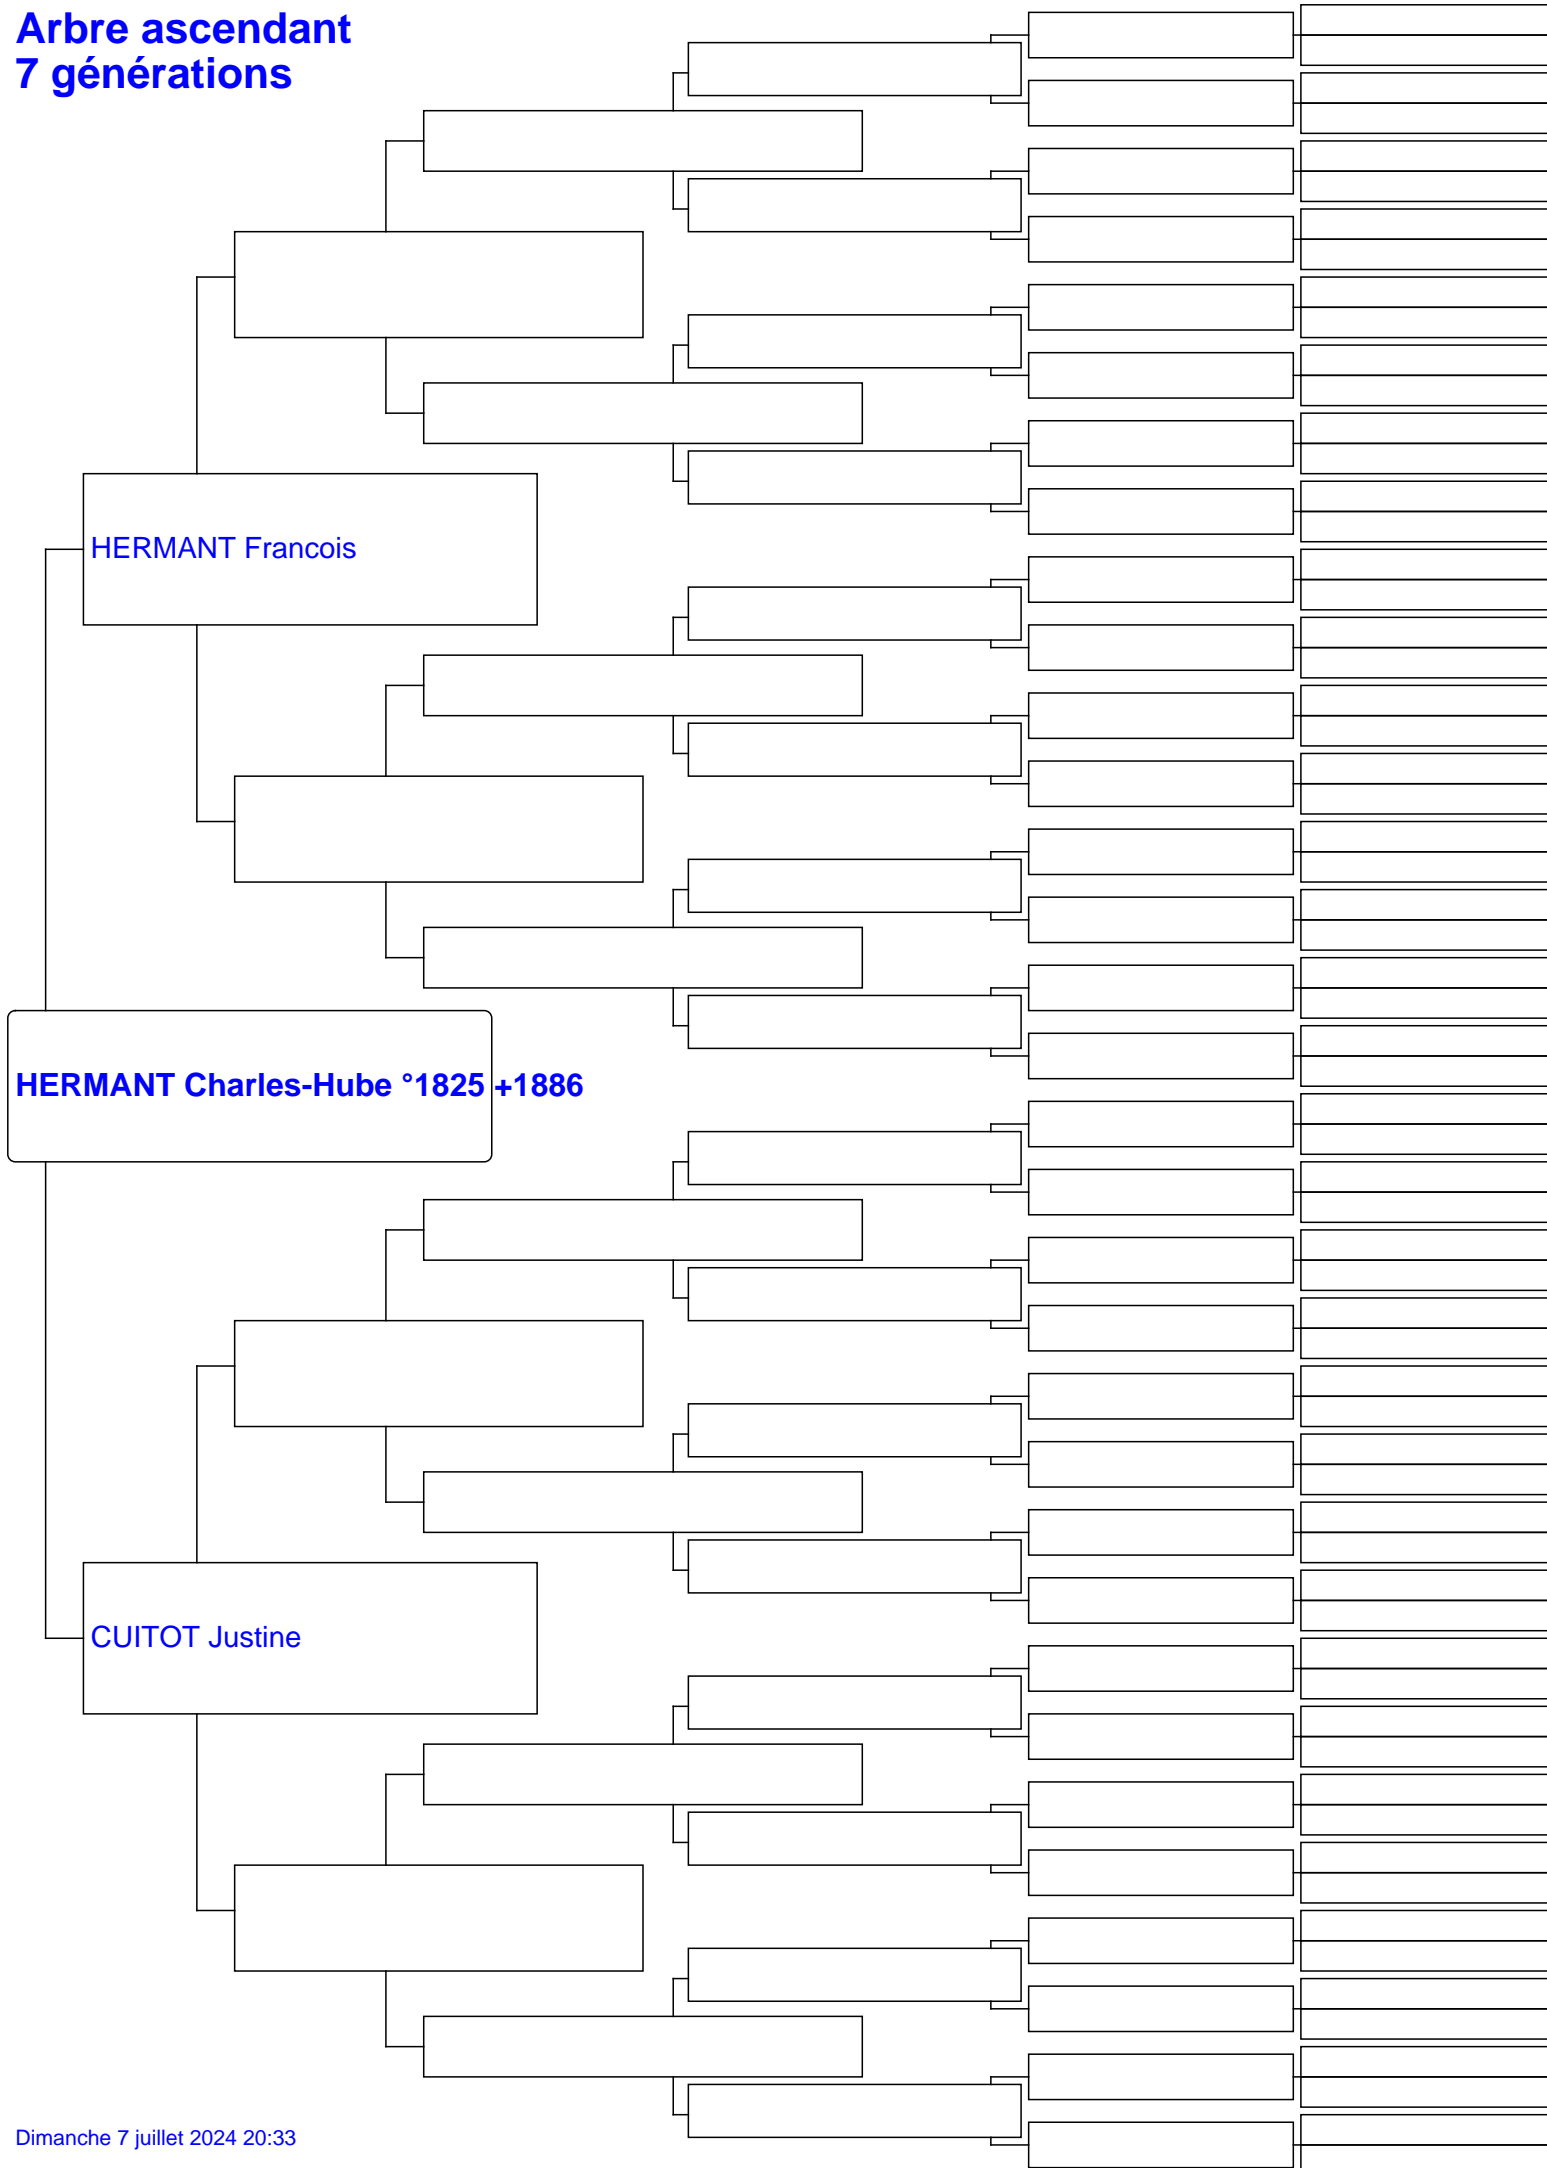 Arbre ascendant
7 générations
HERMANT Francois
HERMANT Charles-Hube °1825 +1886
CUITOT Justine
Dimanche 7 juillet 2024 20:33